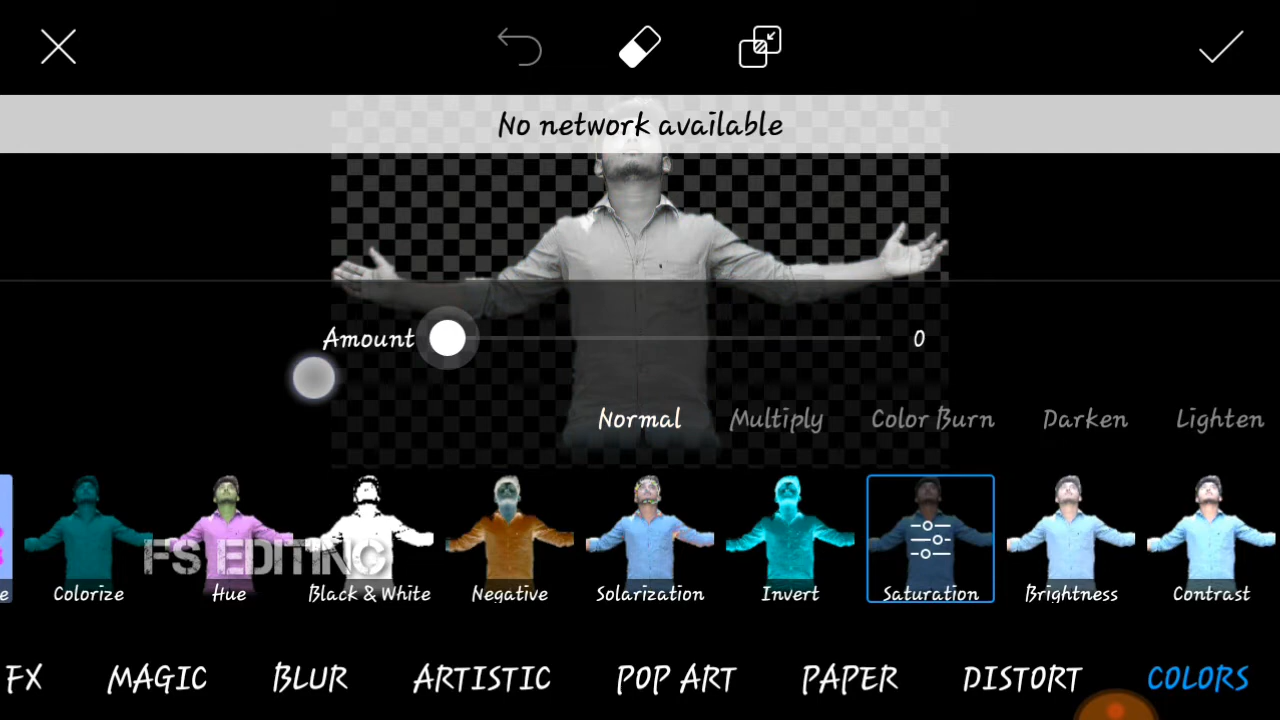 No network available
Amount 0
Normal Multiply Color Burn Darken Lighten
FS EDITING
e Colorize Hue Black & White Negative Solarization Invert Saturation Brightness Contrast
FX MAGIC BLUR ARTISTIC POP ART PAPER DISTORT COLORS